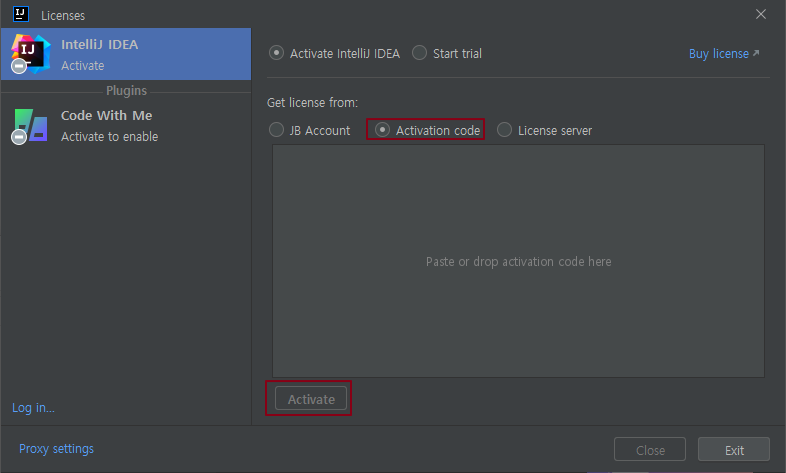 Licenses
IntelliJ IDEA
Activate
Plugins
Code With Me
Activate to enable
Log in...
Activate IntelliJ IDEA Start trial Buy license
Get license from:
JB Account Activation code License server
Paste or drop activation code here
Activate
Proxy settings Close Exit